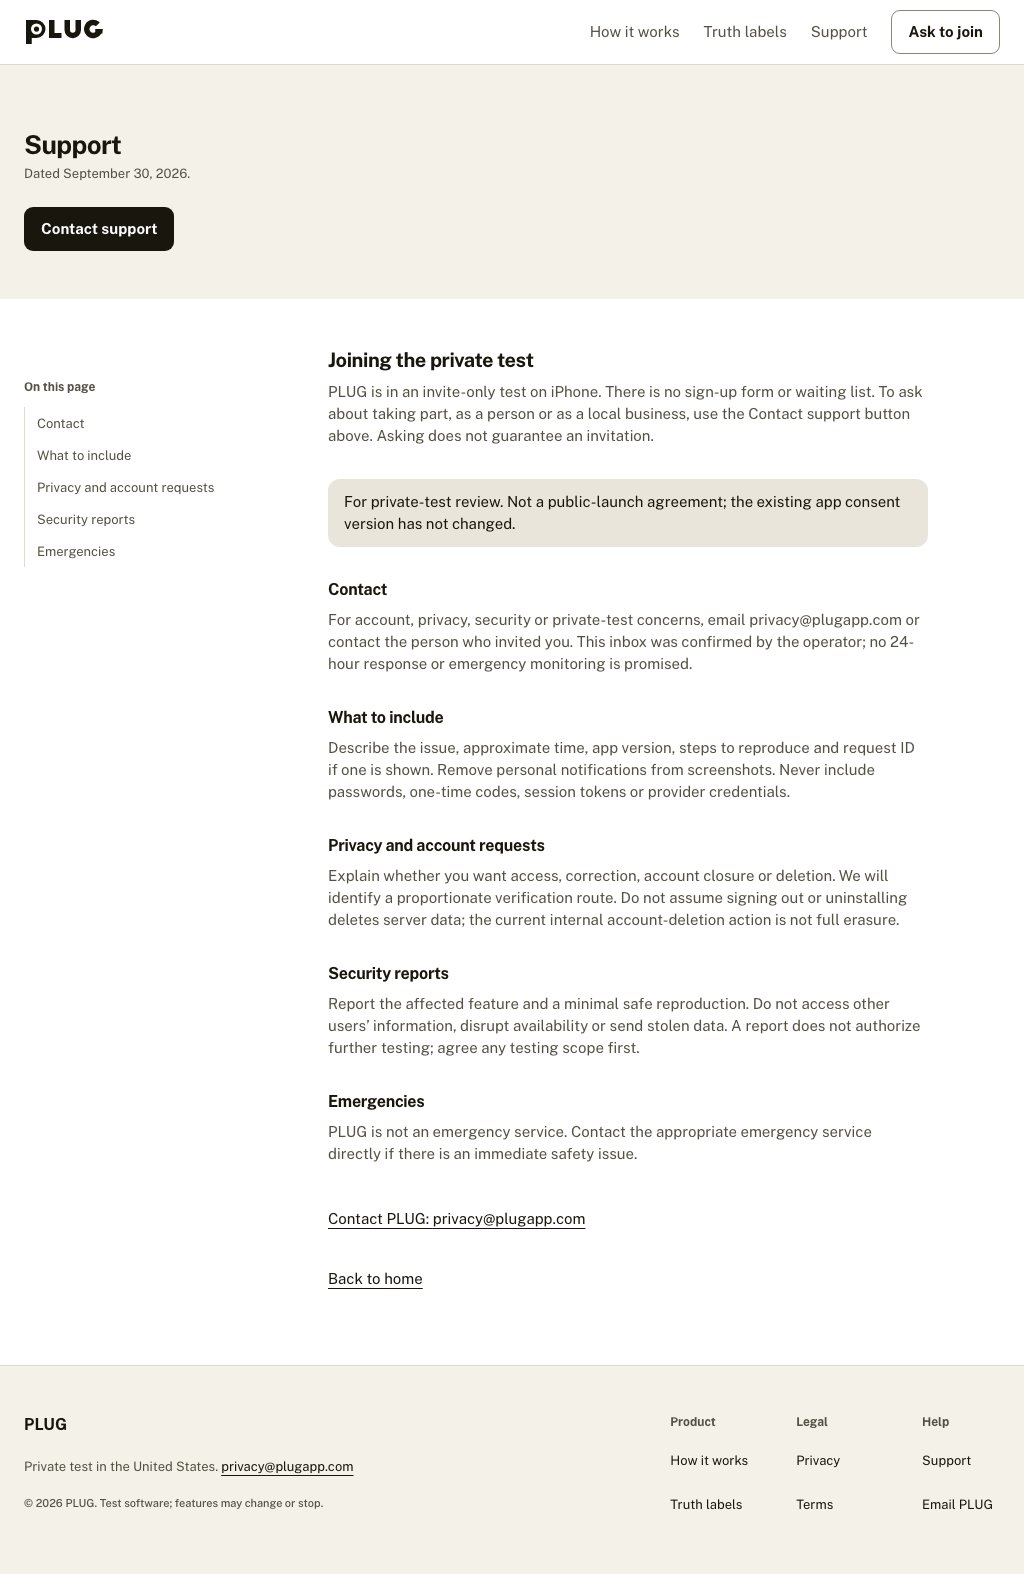 PLUG
How it works
Truth labels
Support
Ask to join
Support
Dated September 30, 2026.
Contact support
On this page
Contact
What to include
Privacy and account requests
Security reports
Emergencies
Joining the private test
PLUG is in an invite-only test on iPhone. There is no sign-up form or waiting list. To ask
about taking part, as a person or as a local business, use the Contact support button
above. Asking does not guarantee an invitation.
For private-test review. Not a public-launch agreement; the existing app consent
version has not changed.
Contact
For account, privacy, security or private-test concerns, email privacy@plugapp.com or
contact the person who invited you. This inbox was confirmed by the operator; no 24-
hour response or emergency monitoring is promised.
What to include
Describe the issue, approximate time, app version, steps to reproduce and request ID
if one is shown. Remove personal notifications from screenshots. Never include
passwords, one-time codes, session tokens or provider credentials.
Privacy and account requests
Explain whether you want access, correction, account closure or deletion. We will
identify a proportionate verification route. Do not assume signing out or uninstalling
deletes server data; the current internal account-deletion action is not full erasure.
Security reports
Report the affected feature and a minimal safe reproduction. Do not access other
users’ information, disrupt availability or send stolen data. A report does not authorize
further testing; agree any testing scope first.
Emergencies
PLUG is not an emergency service. Contact the appropriate emergency service
directly if there is an immediate safety issue.
Contact PLUG: privacy@plugapp.com
Back to home
PLUG
Private test in the United States. privacy@plugapp.com
© 2026 PLUG. Test software; features may change or stop.
Product
How it works
Truth labels
Legal
Privacy
Terms
Help
Support
Email PLUG